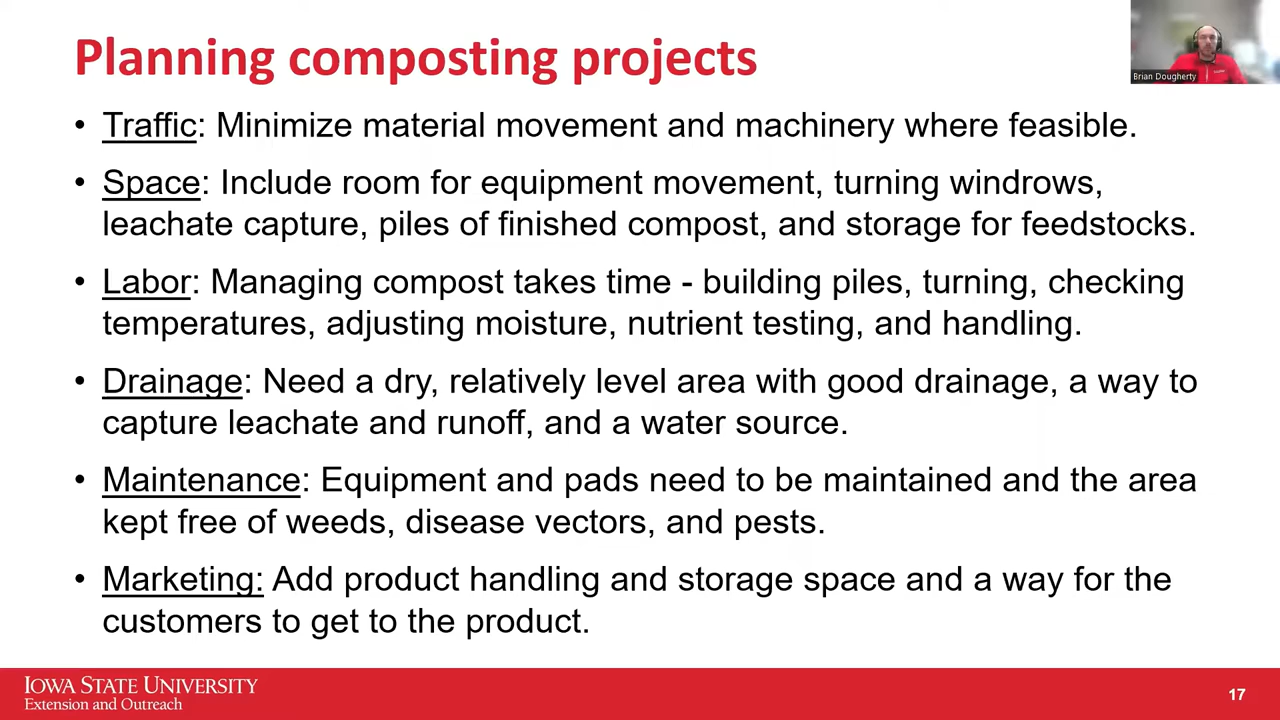 Planning composting projects
Brian Dougherty
• Traffic: Minimize material movement and machinery where feasible.
• Space: Include room for equipment movement, turning windrows,
leachate capture, piles of finished compost, and storage for feedstocks.
• Labor: Managing compost takes time - building piles, turning, checking
temperatures, adjusting moisture, nutrient testing, and handling.
• Drainage: Need a dry, relatively level area with good drainage, a way to
capture leachate and runoff, and a water source.
• Maintenance: Equipment and pads need to be maintained and the area
kept free of weeds, disease vectors, and pests.
• Marketing: Add product handling and storage space and a way for the
customers to get to the product.
IOWA STATE UNIVERSITY
Extension and Outreach
17